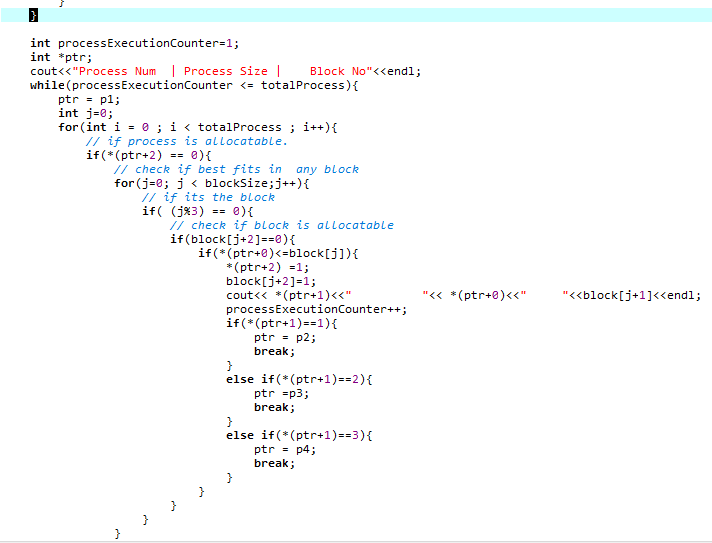 }
}
int processExecutionCounter=1;
int *ptr;
cout<<"Process Num  | Process Size |    Block No"<<endl;
while(processExecutionCounter <= totalProcess){
    ptr = p1;
    int j=0;
    for(int i = 0 ; i < totalProcess ; i++){
        // if process is allocatable.
        if(*(ptr+2) == 0){
            // check if best fits in  any block
            for(j=0; j < blockSize;j++){
                // if its the block
                if( (j%3) == 0){
                    // check if block is allocatable
                    if(block[j+2]==0){
                        if(*(ptr+0)<=block[j]){
                            *(ptr+2) =1;
                            block[j+2]=1;
                            cout<< *(ptr+1)<<"          "<< *(ptr+0)<<"     "<<block[j+1]<<endl;
                            processExecutionCounter++;
                            if(*(ptr+1)==1){
                                ptr = p2;
                                break;
                            }
                            else if(*(ptr+1)==2){
                                ptr =p3;
                                break;
                            }
                            else if(*(ptr+1)==3){
                                ptr = p4;
                                break;
                            }
                        }
                    }
                }
            }